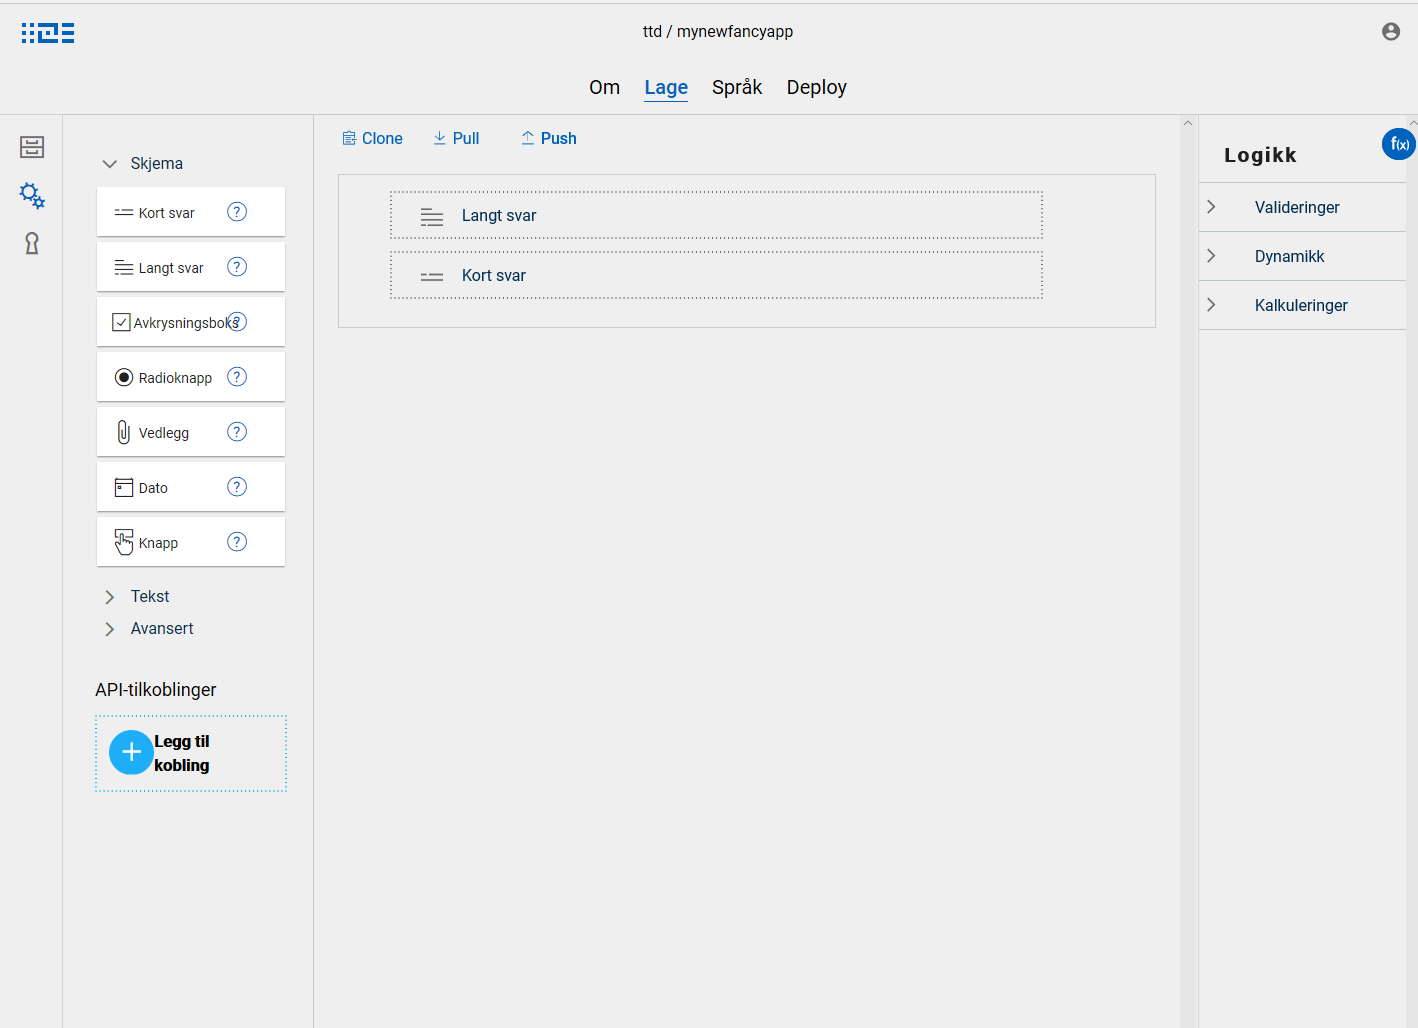 ttd / mynewfancyapp
Om Lage Språk Deploy
Skjema
Kort svar ?
Langt svar ?
Avkrysningsboks ?
Radioknapp ?
Vedlegg ?
Dato ?
Knapp ?
Tekst
Avansert
API-tilkoblinger
Legg til
kobling
Clone Pull Push
Langt svar
Kort svar
f(x)
Logikk
Valideringer
Dynamikk
Kalkuleringer